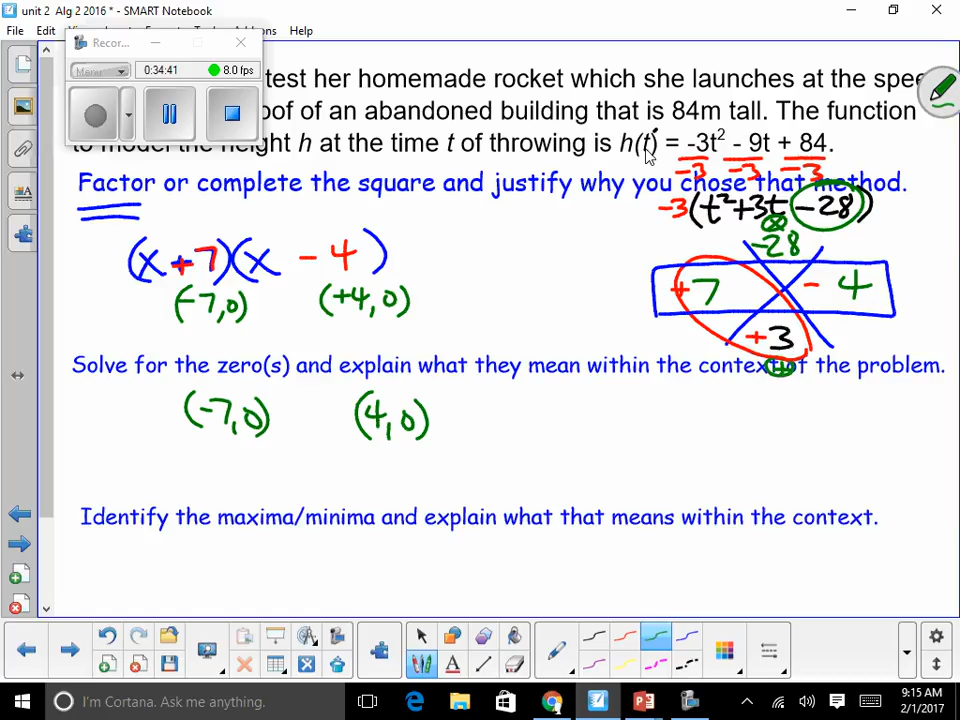 unit 2 Alg 2 2016 * - SMART Notebook
File
Help
Recor...
Menu
0:34:41
8.0 fps
test her homemade rocket which she launches at the spee
oof of an abandoned building that is 84m tall. The function
to model the height h at the time t of throwing is h(t) = -3t² - 9t + 84.
-3 -3 -3
Factor or complete the square and justify why you chose that method.
-3(t²+3t-28)
-28
(x+7)(x-4)
+7 -4
(-7,0) (+4,0)
+3
Solve for the zero(s) and explain what they mean within the context of the problem.
(-7,0) (4,0)
Identify the maxima/minima and explain what that means within the context.
I'm Cortana. Ask me anything.
9:15 AM
2/1/2017